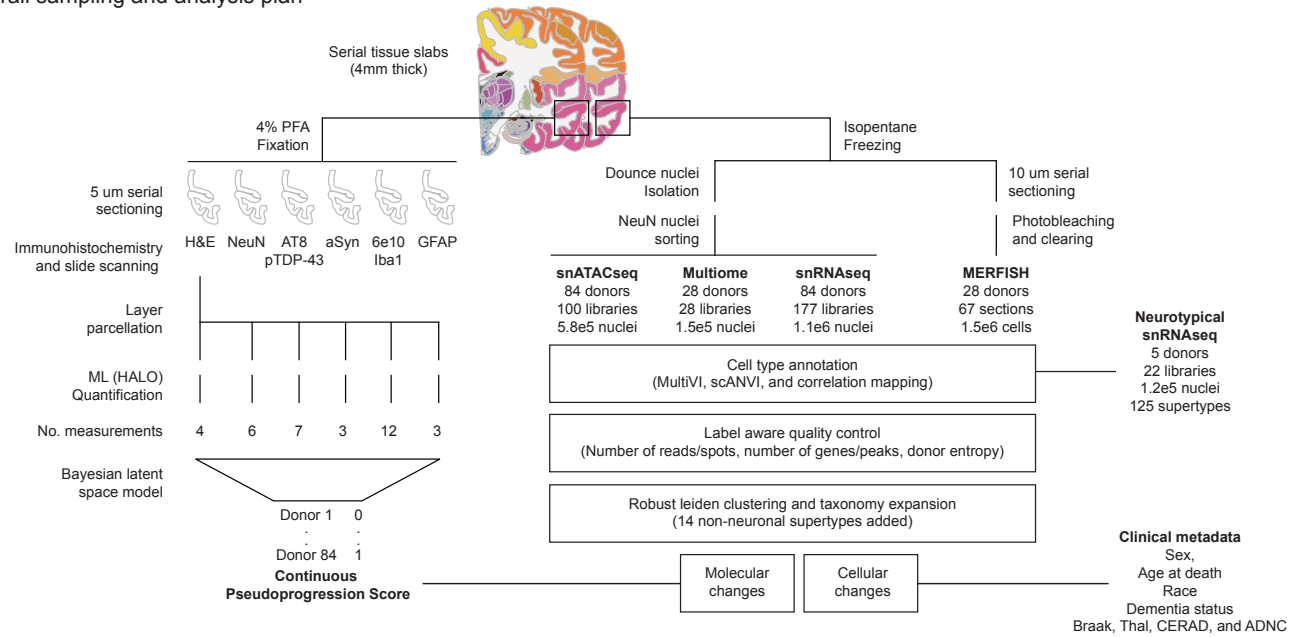 sampling and analysis plan
Serial tissue slabs
(4mm thick)
4% PFA
Fixation
Isopentane
Freezing
5 um serial
sectioning
Dounce nuclei
Isolation
10 um serial
sectioning
NeuN nuclei
sorting
Photobleaching
and clearing
Immunohistochemistry
and slide scanning
H&E NeuN AT8 aSyn 6e10 GFAP
pTDP-43 Iba1
snATACseq
84 donors
100 libraries
5.8e5 nuclei
Multiome
28 donors
28 libraries
1.5e5 nuclei
snRNAseq
84 donors
177 libraries
1.1e6 nuclei
MERFISH
28 donors
67 sections
1.5e6 cells
Neurotypical
snRNAseq
5 donors
22 libraries
1.2e5 nuclei
125 supertypes
Layer
parcellation
ML (HALO)
Quantification
No. measurements 4 6 7 3 12 3
Cell type annotation
(MultiVI, scANVI, and correlation mapping)
Label aware quality control
(Number of reads/spots, number of genes/peaks, donor entropy)
Robust leiden clustering and taxonomy expansion
(14 non-neuronal supertypes added)
Bayesian latent
space model
Donor 1 0
. .
. .
Donor 84 1
Continuous
Pseudoprogression Score
Molecular
changes
Cellular
changes
Clinical metadata
Sex,
Age at death
Race
Dementia status
Braak, Thal, CERAD, and ADNC